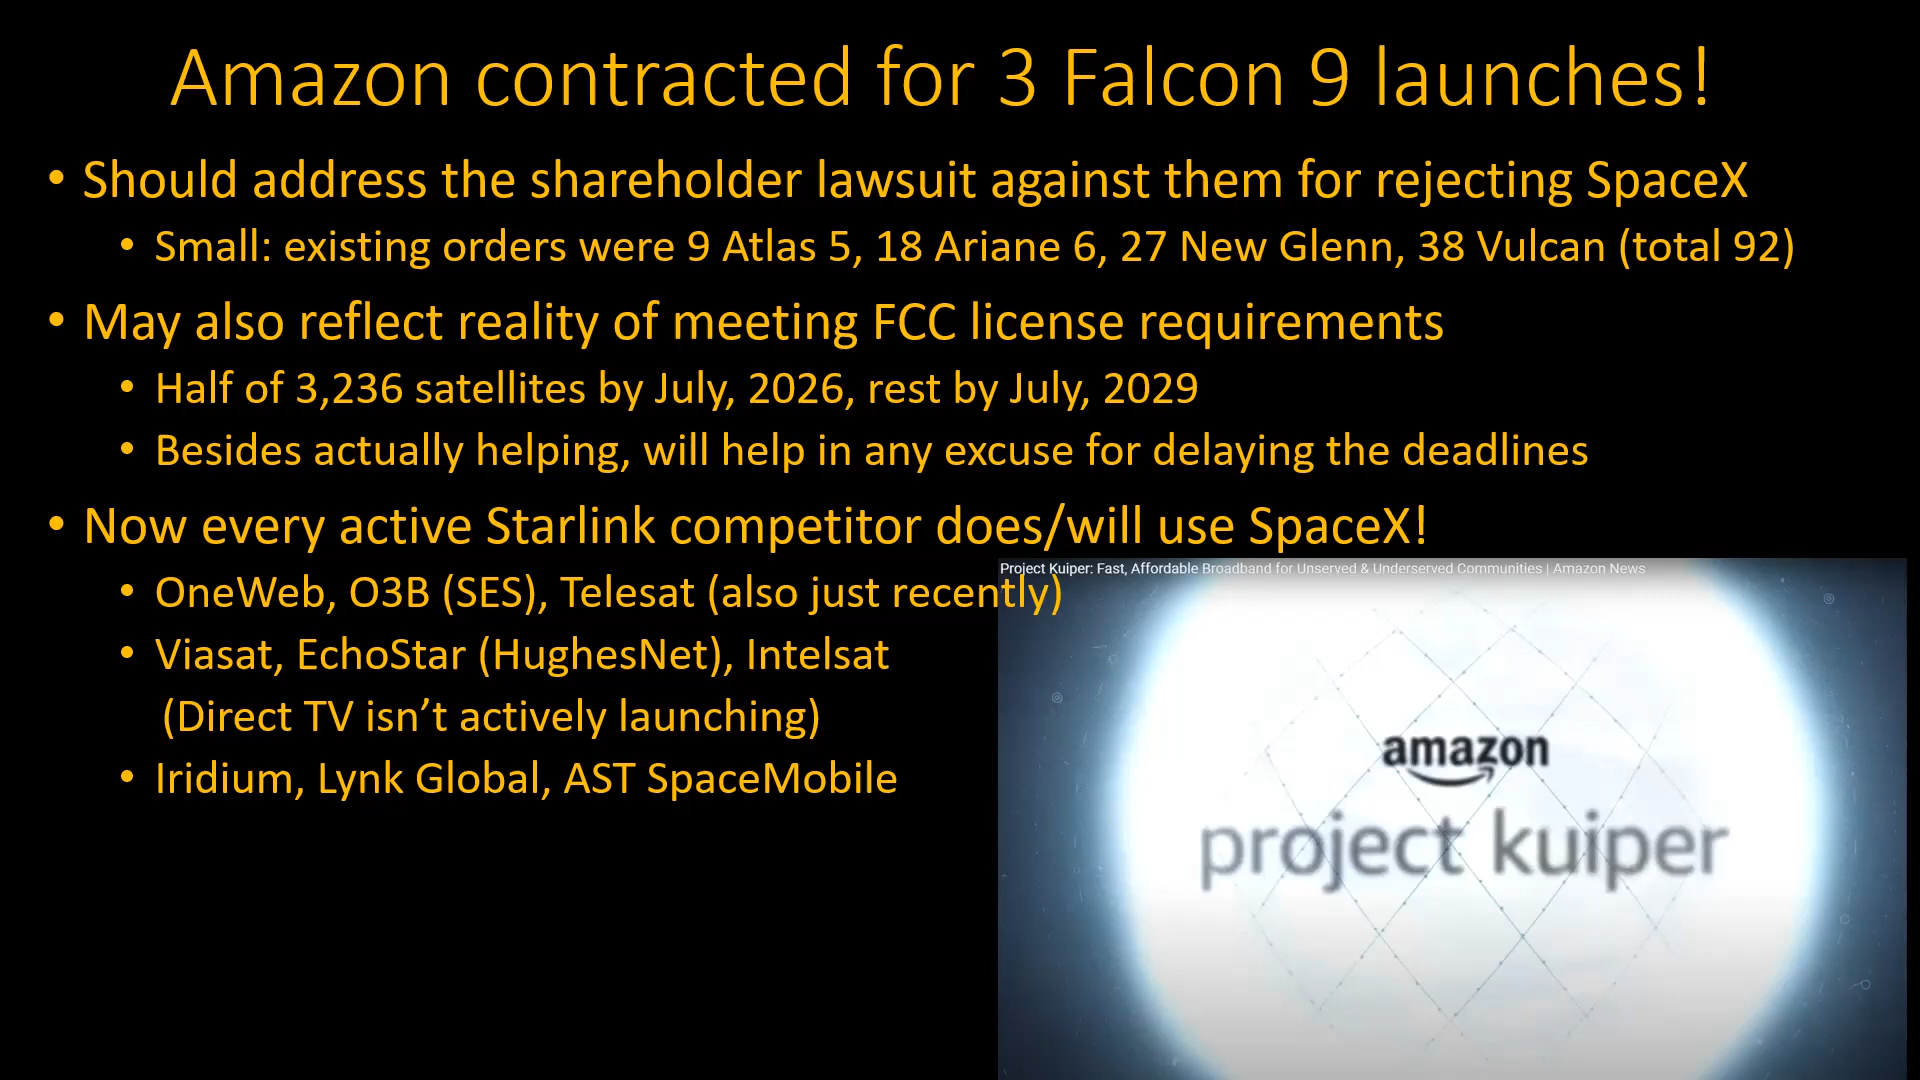 Amazon contracted for 3 Falcon 9 launches!
• Should address the shareholder lawsuit against them for rejecting SpaceX
• Small: existing orders were 9 Atlas 5, 18 Ariane 6, 27 New Glenn, 38 Vulcan (total 92)
• May also reflect reality of meeting FCC license requirements
• Half of 3,236 satellites by July, 2026, rest by July, 2029
• Besides actually helping, will help in any excuse for delaying the deadlines
• Now every active Starlink competitor does/will use SpaceX!
• OneWeb, O3B (SES), Telesat (also just recently)
• Viasat, EchoStar (HughesNet), Intelsat
(Direct TV isn’t actively launching)
• Iridium, Lynk Global, AST SpaceMobile
Project Kuiper: Fast, Affordable Broadband for Unserved & Underserved Communities | Amazon News
amazon
project kuiper